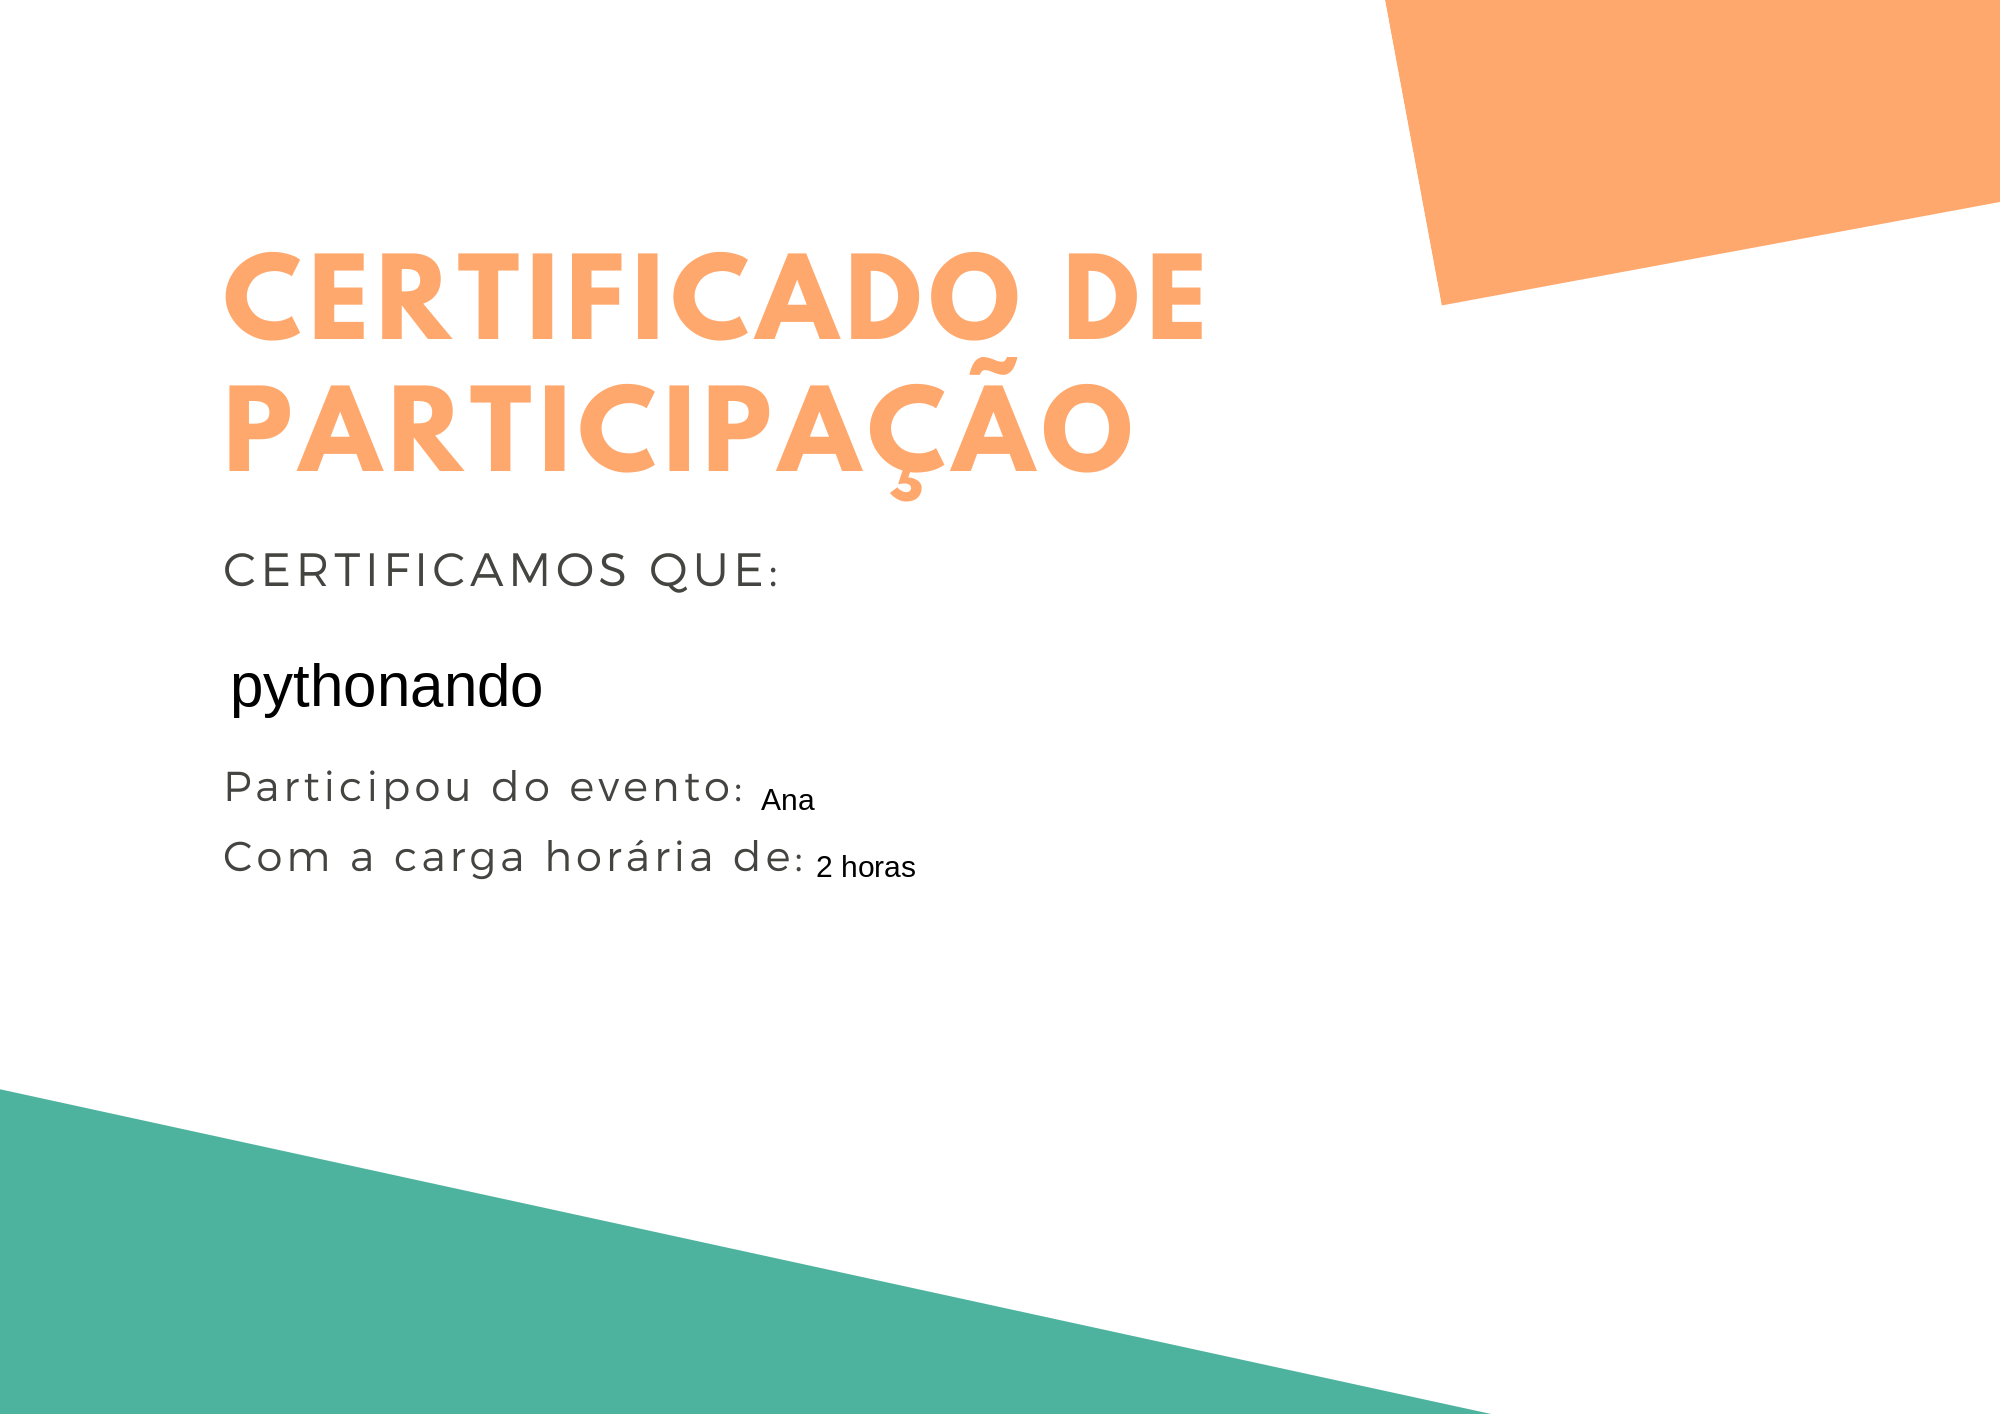 CERTIFICADO DE
PARTICIPAÇÃO
CERTIFICAMOS QUE:
pythonando
Participou do evento: Ana
Com a carga horária de: 2 horas